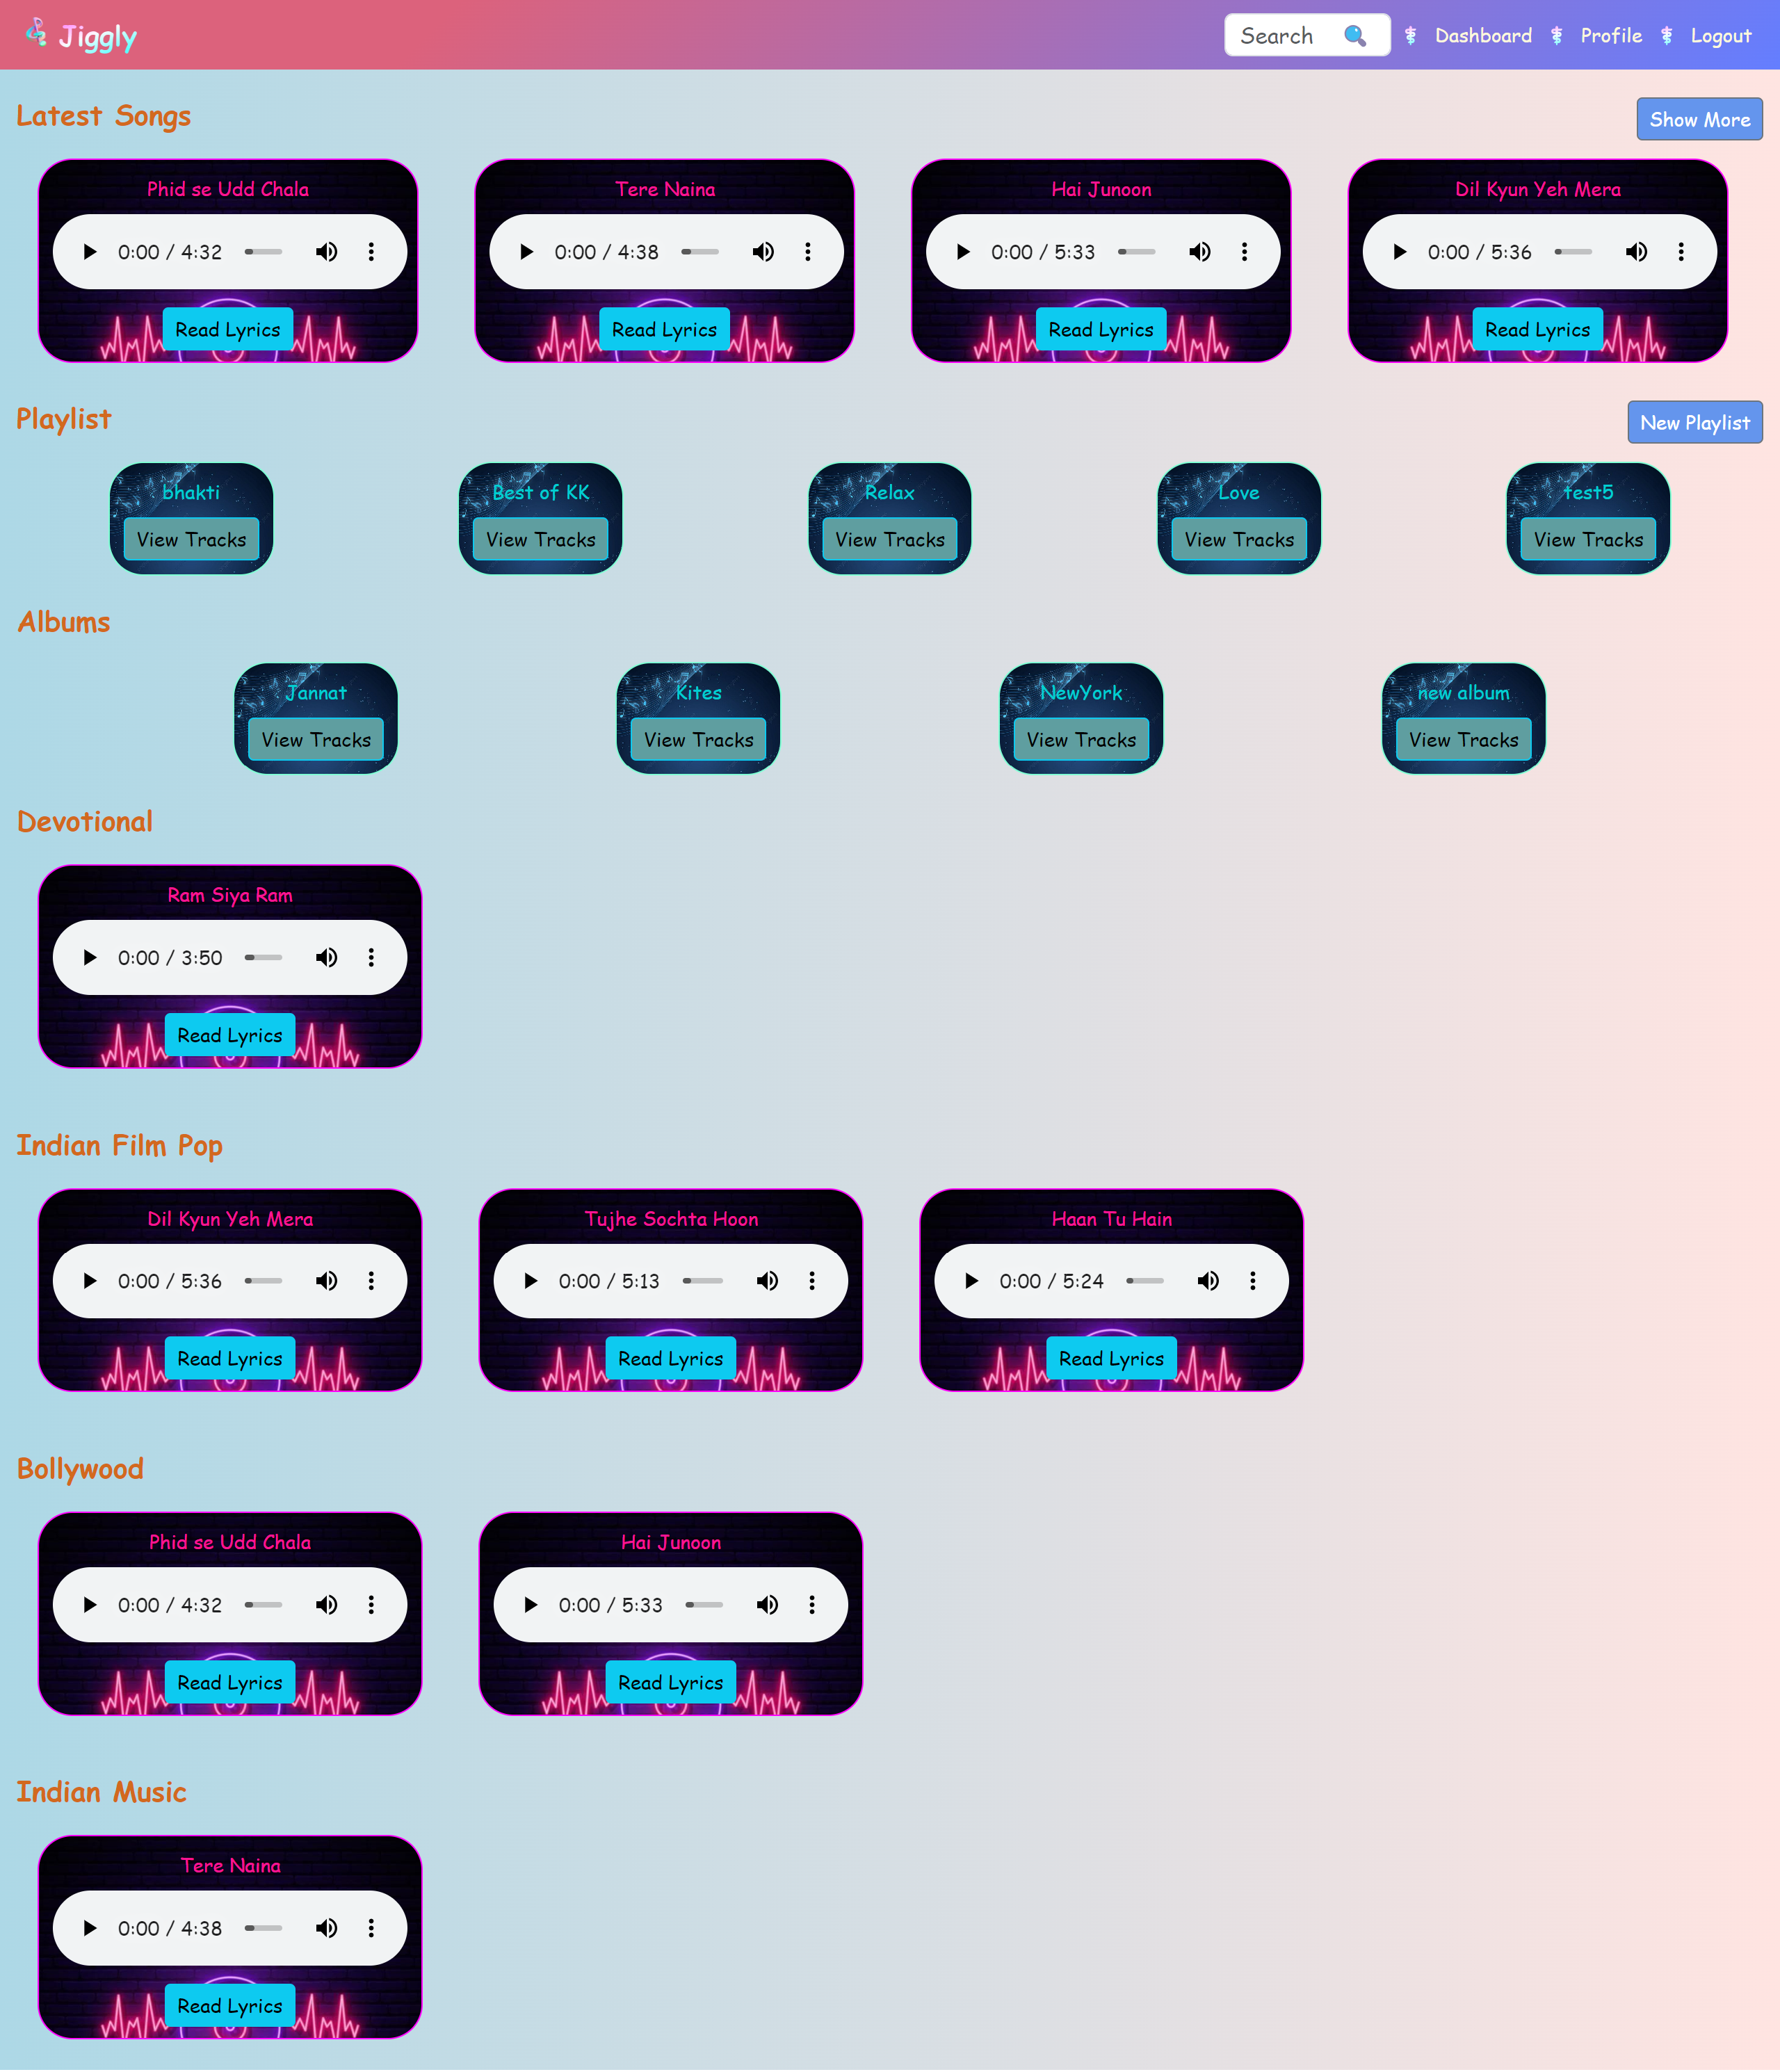 Jiggly
Search
Dashboard
Profile
Logout
Latest Songs
Show More
Phid se Udd Chala
0:00 / 4:32
Read Lyrics
Tere Naina
0:00 / 4:38
Read Lyrics
Hai Junoon
0:00 / 5:33
Read Lyrics
Dil Kyun Yeh Mera
0:00 / 5:36
Read Lyrics
Playlist
New Playlist
bhakti
View Tracks
Best of KK
View Tracks
Relax
View Tracks
Love
View Tracks
test5
View Tracks
Albums
Jannat
View Tracks
Kites
View Tracks
NewYork
View Tracks
new album
View Tracks
Devotional
Ram Siya Ram
0:00 / 3:50
Read Lyrics
Indian Film Pop
Dil Kyun Yeh Mera
0:00 / 5:36
Read Lyrics
Tujhe Sochta Hoon
0:00 / 5:13
Read Lyrics
Haan Tu Hain
0:00 / 5:24
Read Lyrics
Bollywood
Phid se Udd Chala
0:00 / 4:32
Read Lyrics
Hai Junoon
0:00 / 5:33
Read Lyrics
Indian Music
Tere Naina
0:00 / 4:38
Read Lyrics